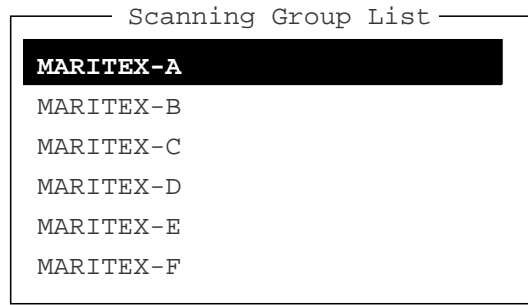 Scanning Group List
MARITEX-A
MARITEX-B
MARITEX-C
MARITEX-D
MARITEX-E
MARITEX-F